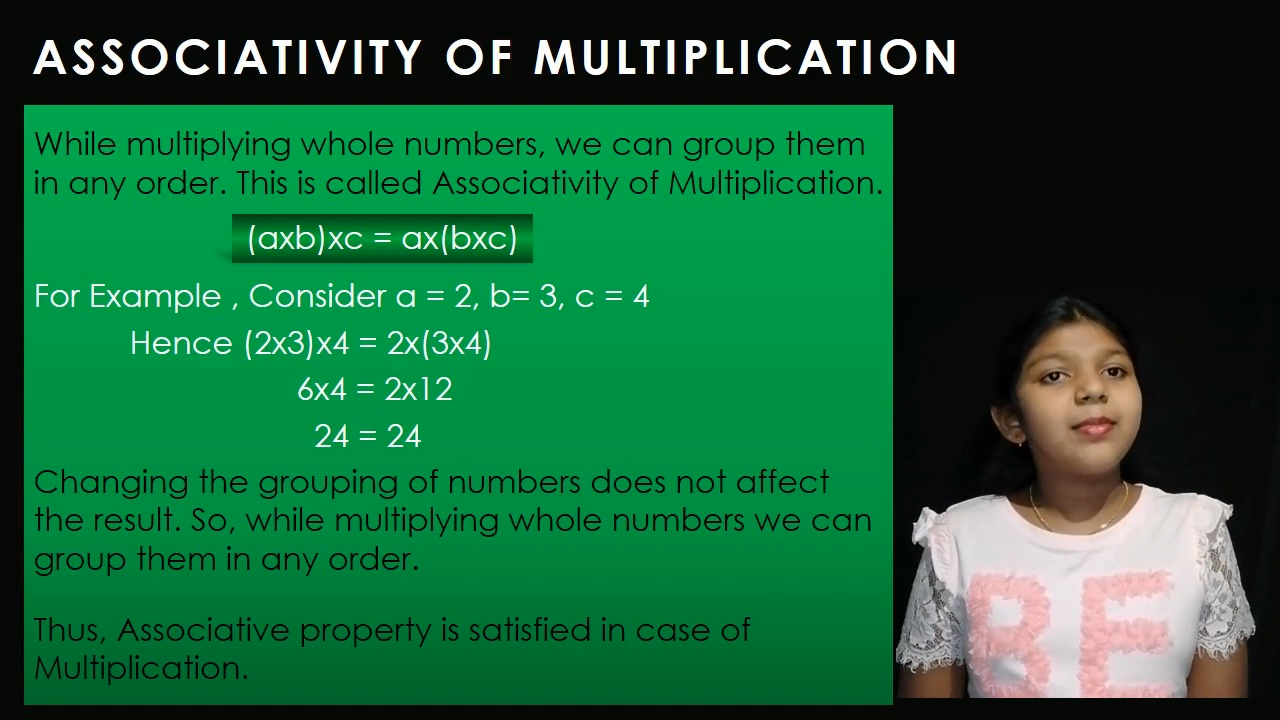 ASSOCIATIVITY OF MULTIPLICATION
While multiplying whole numbers, we can group them
in any order. This is called Associativity of Multiplication.
(axb)xc = ax(bxc)
For Example , Consider a = 2, b= 3, c = 4
Hence (2x3)x4 = 2x(3x4)
6x4 = 2x12
24 = 24
Changing the grouping of numbers does not affect
the result. So, while multiplying whole numbers we can
group them in any order.
Thus, Associative property is satisfied in case of
Multiplication.
BE